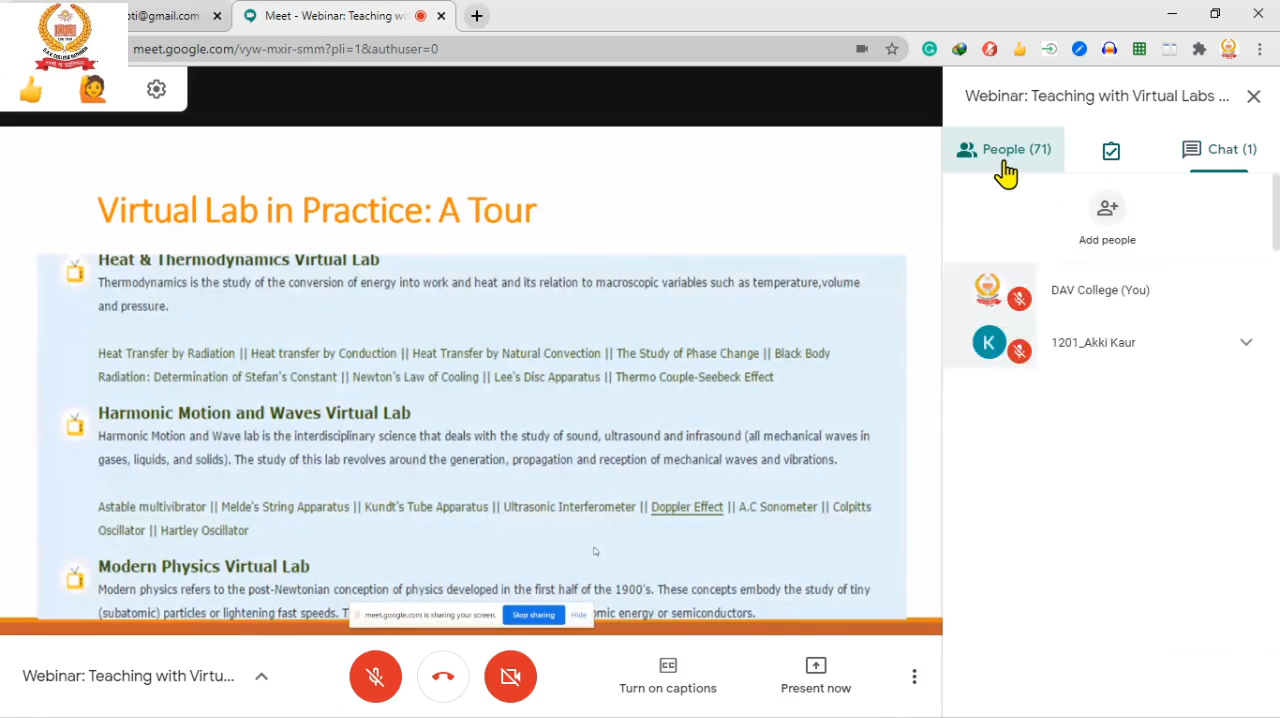 oti@gmail.com
Meet - Webinar: Teaching wit
meet.google.com/vyw-mxir-smm?pli=1&authuser=0
Webinar: Teaching with Virtual Labs ...
People (71)
Chat (1)
Virtual Lab in Practice: A Tour
Add people
Heat & Thermodynamics Virtual Lab
Thermodynamics is the study of the conversion of energy into work and heat and its relation to macroscopic variables such as temperature,volume
and pressure.
DAV College (You)
K
1201_Akki Kaur
Heat Transfer by Radiation || Heat transfer by Conduction || Heat Transfer by Natural Convection || The Study of Phase Change || Black Body
Radiation: Determination of Stefan's Constant || Newton's Law of Cooling || Lee's Disc Apparatus || Thermo Couple-Seebeck Effect
Harmonic Motion and Waves Virtual Lab
Harmonic Motion and Wave lab is the interdisciplinary science that deals with the study of sound, ultrasound and infrasound (all mechanical waves in
gases, liquids, and solids). The study of this lab revolves around the generation, propagation and reception of mechanical waves and vibrations.
Astable multivibrator || Melde's String Apparatus || Kundt's Tube Apparatus || Ultrasonic Interferometer || Doppler Effect || A.C Sonometer || Colpitts
Oscillator || Hartley Oscillator
Modern Physics Virtual Lab
Modern physics refers to the post-Newtonian conception of physics developed in the first half of the 1900's. These concepts embody the study of tiny
(subatomic) particles or lightening fast speeds. T
omic energy or semiconductors.
meet.google.com is sharing your screen.
Stop sharing
Hide
Webinar: Teaching with Virtu...
CC
Turn on captions
Present now